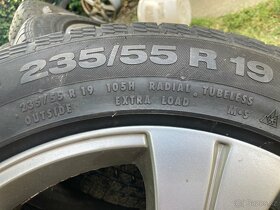 235/55 R 19
235/55 R 19 105H RADIAL TUBELESS
OUTSIDE EXTRA LOAD M+S